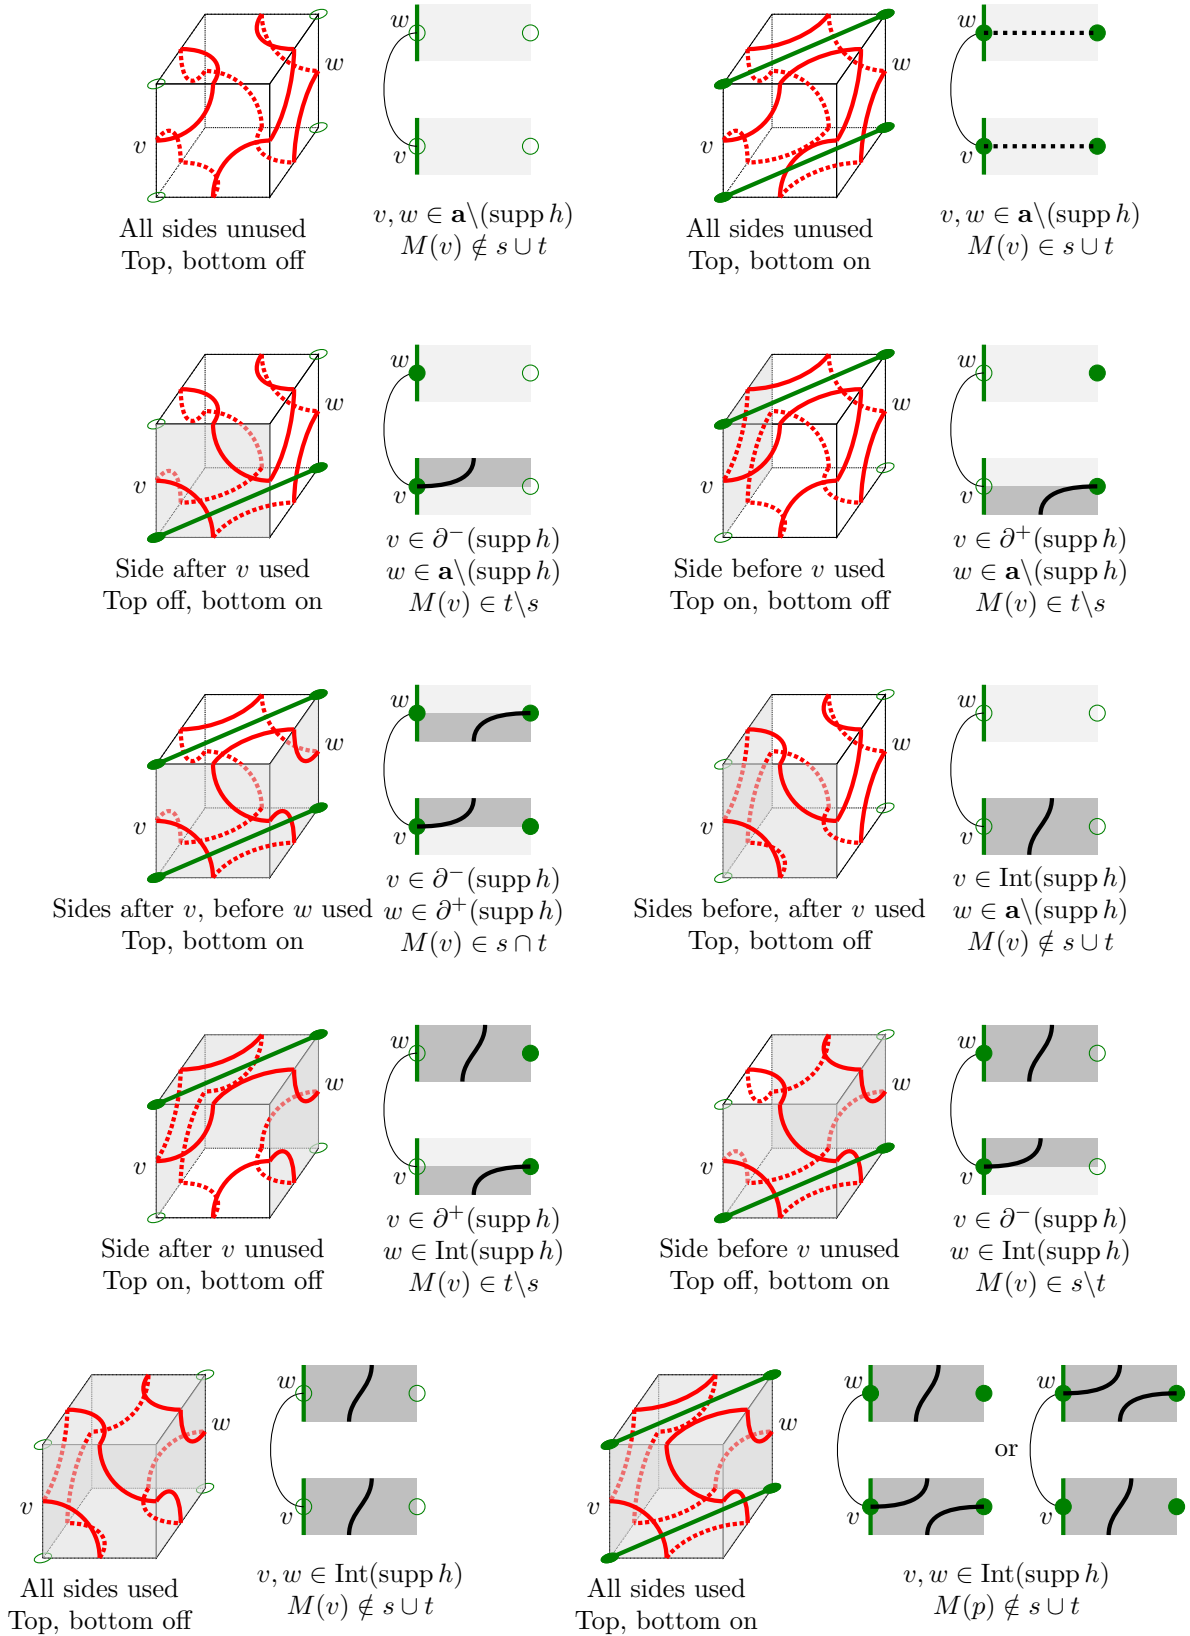 w
v
w
v
All sides unused
Top, bottom off
v, w ∈ a\(supp h)
M(v) ∉ s ∪ t
w
v
w
v
All sides unused
Top, bottom on
v, w ∈ a\(supp h)
M(v) ∈ s ∪ t
w
v
w
v
Side after v used
Top off, bottom on
v ∈ ∂⁻(supp h)
w ∈ a\(supp h)
M(v) ∈ t\s
w
v
w
v
Side before v used
Top on, bottom off
v ∈ ∂⁺(supp h)
w ∈ a\(supp h)
M(v) ∈ t\s
w
v
w
v
Sides after v, before w used
Top, bottom on
v ∈ ∂⁻(supp h)
w ∈ ∂⁺(supp h)
M(v) ∈ s ∩ t
w
v
w
v
Sides before, after v used
Top, bottom off
v ∈ Int(supp h)
w ∈ a\(supp h)
M(v) ∉ s ∪ t
w
v
w
v
Side after v unused
Top on, bottom off
v ∈ ∂⁺(supp h)
w ∈ Int(supp h)
M(v) ∈ t\s
w
v
w
v
Side before v unused
Top off, bottom on
v ∈ ∂⁻(supp h)
w ∈ Int(supp h)
M(v) ∈ s\t
w
v
w
v
All sides used
Top, bottom off
v, w ∈ Int(supp h)
M(v) ∉ s ∪ t
w
v
w
v
or
w
v
All sides used
Top, bottom on
v, w ∈ Int(supp h)
M(p) ∉ s ∪ t